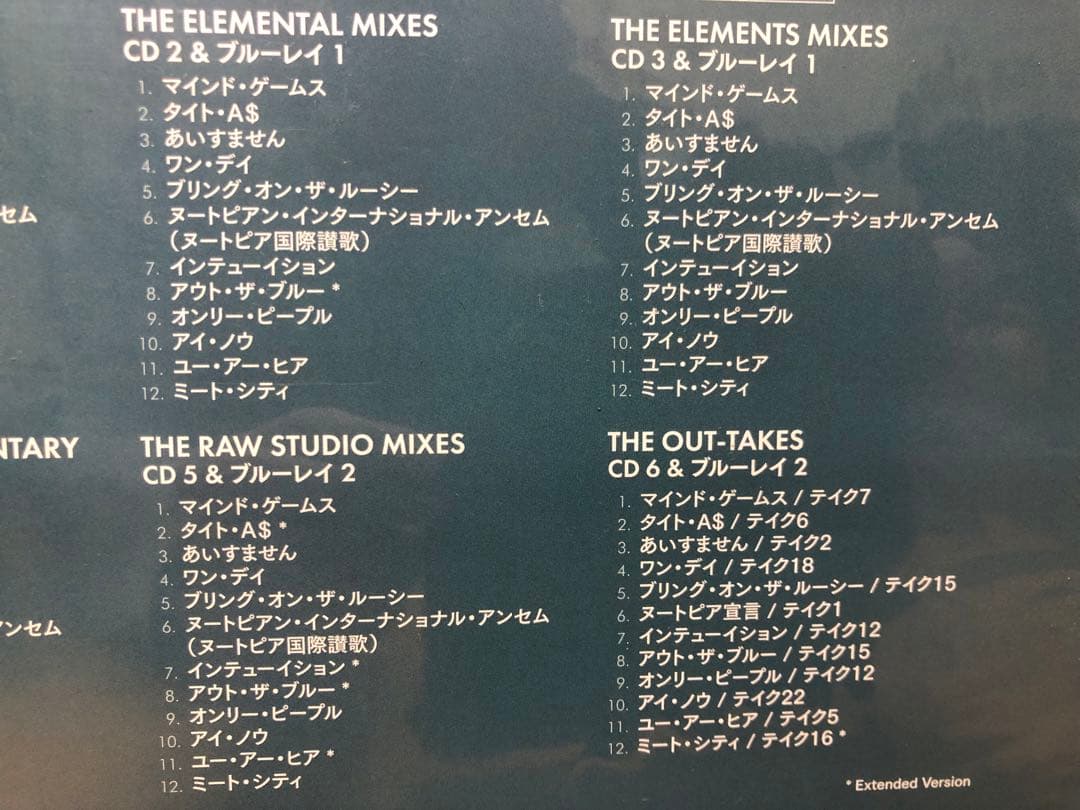 THE ELEMENTAL MIXES
CD 2 & ブルーレイ 1
1. マインド・ゲームス
2. タイト・A$
3. あいすません
4. ワン・デイ
5. ブリング・オン・ザ・ルーシー
6. ヌートピアン・インターナショナル・アンセム
（ヌートピア国際讃歌）
7. インテューイション
8. アウト・ザ・ブルー *
9. オンリー・ピープル
10. アイ・ノウ
11. ユー・アー・ヒア
12. ミート・シティ
THE ELEMENTS MIXES
CD 3 & ブルーレイ 1
1. マインド・ゲームス
2. タイト・A$
3. あいすません
4. ワン・デイ
5. ブリング・オン・ザ・ルーシー
6. ヌートピアン・インターナショナル・アンセム
（ヌートピア国際讃歌）
7. インテューイション
8. アウト・ザ・ブルー
9. オンリー・ピープル
10. アイ・ノウ
11. ユー・アー・ヒア
12. ミート・シティ
セム
NTARY
アンセム
THE RAW STUDIO MIXES
CD 5 & ブルーレイ 2
1. マインド・ゲームス
2. タイト・A$ *
3. あいすません
4. ワン・デイ
5. ブリング・オン・ザ・ルーシー
6. ヌートピアン・インターナショナル・アンセム
（ヌートピア国際讃歌）
7. インテューイション *
8. アウト・ザ・ブルー *
9. オンリー・ピープル
10. アイ・ノウ
11. ユー・アー・ヒア *
12. ミート・シティ
THE OUT-TAKES
CD 6 & ブルーレイ 2
1. マインド・ゲームス / テイク7
2. タイト・A$ / テイク6
3. あいすません / テイク2
4. ワン・デイ / テイク18
5. ブリング・オン・ザ・ルーシー / テイク15
6. ヌートピア宣言 / テイク1
7. インテューイション / テイク12
8. アウト・ザ・ブルー / テイク15
9. オンリー・ピープル / テイク12
10. アイ・ノウ / テイク22
11. ユー・アー・ヒア / テイク5
12. ミート・シティ / テイク16 *
* Extended Version